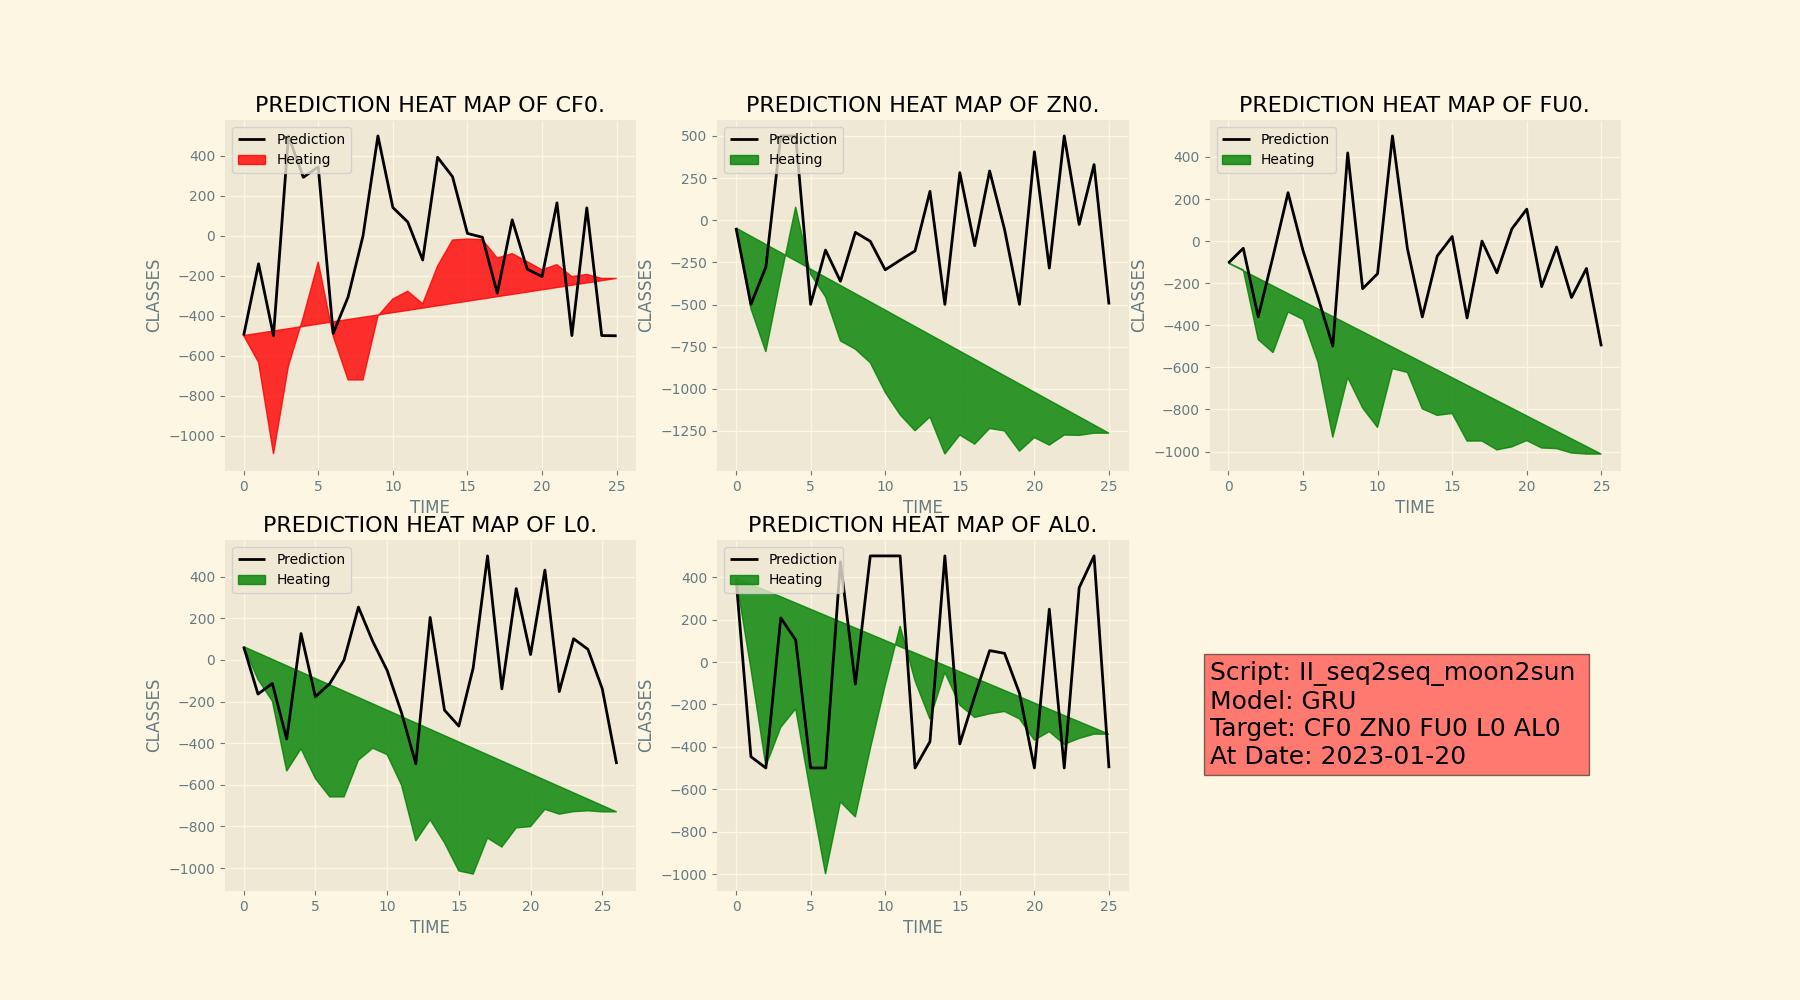 PREDICTION HEAT MAP OF CF0.
Prediction
Heating
400
200
0
−200
−400
−600
−800
−1000
CLASSES
0 5 10 15 20 25
TIME
PREDICTION HEAT MAP OF ZN0.
Prediction
Heating
500
250
0
−250
−500
−750
−1000
−1250
CLASSES
0 5 10 15 20 25
TIME
PREDICTION HEAT MAP OF FU0.
Prediction
Heating
400
200
0
−200
−400
−600
−800
−1000
CLASSES
0 5 10 15 20 25
TIME
PREDICTION HEAT MAP OF L0.
Prediction
Heating
400
200
0
−200
−400
−600
−800
−1000
CLASSES
0 5 10 15 20 25
TIME
PREDICTION HEAT MAP OF AL0.
Prediction
Heating
400
200
0
−200
−400
−600
−800
−1000
CLASSES
0 5 10 15 20 25
TIME
Script: II_seq2seq_moon2sun
Model: GRU
Target: CF0 ZN0 FU0 L0 AL0
At Date: 2023-01-20